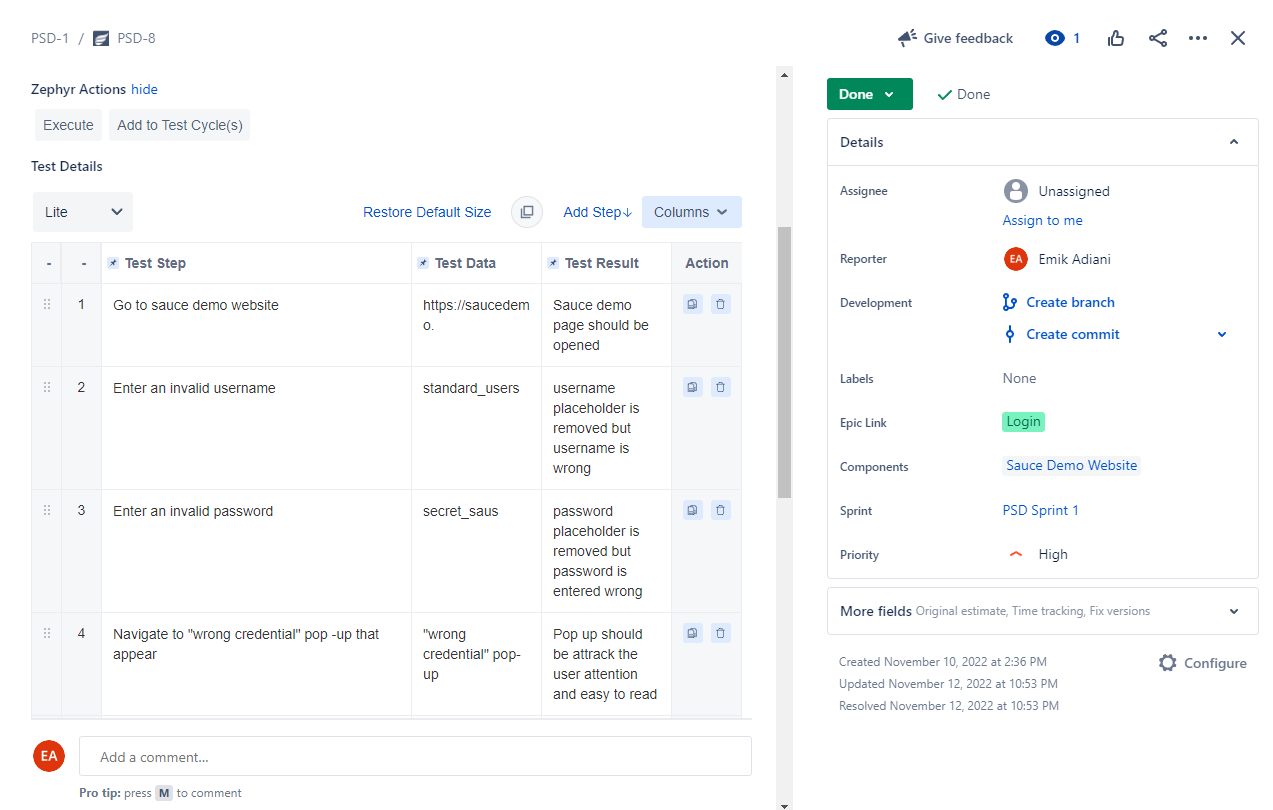 PSD-1 / PSD-8
Give feedback
1
Zephyr Actions hide
Execute
Add to Test Cycle(s)
Test Details
Lite
Restore Default Size
Add Step↓
Columns
- - Test Step Test Data Test Result Action
1 Go to sauce demo website
https://saucedem
o.
Sauce demo
page should be
opened
2 Enter an invalid username
standard_users
username
placeholder is
removed but
username is
wrong
3 Enter an invalid password
secret_saus
password
placeholder is
removed but
password is
entered wrong
4 Navigate to "wrong credential" pop -up that
appear
"wrong
credential" pop-
up
Pop up should
be attrack the
user attention
and easy to read
EA
Add a comment…
Pro tip: press M to comment
Done
Done
Details
Assignee
Unassigned
Assign to me
Reporter
EA Emik Adiani
Development
Create branch
Create commit
Labels
None
Epic Link
Login
Components
Sauce Demo Website
Sprint
PSD Sprint 1
Priority
High
More fields Original estimate, Time tracking, Fix versions
Created November 10, 2022 at 2:36 PM
Configure
Updated November 12, 2022 at 10:53 PM
Resolved November 12, 2022 at 10:53 PM